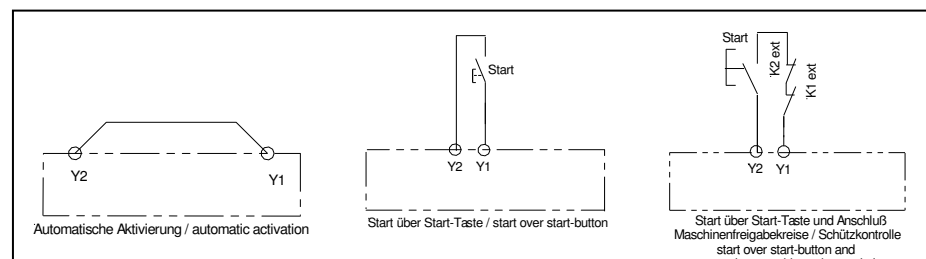 Y2
Y1
Automatische Aktivierung / automatic activation
Start
Y2 Y1
Start über Start-Taste / start over start-button
Start
K2 ext
K1 ext
Y2 Y1
Start über Start-Taste und Anschluß
Maschinenfreigabekreise / Schützkontrolle
start over start-button and